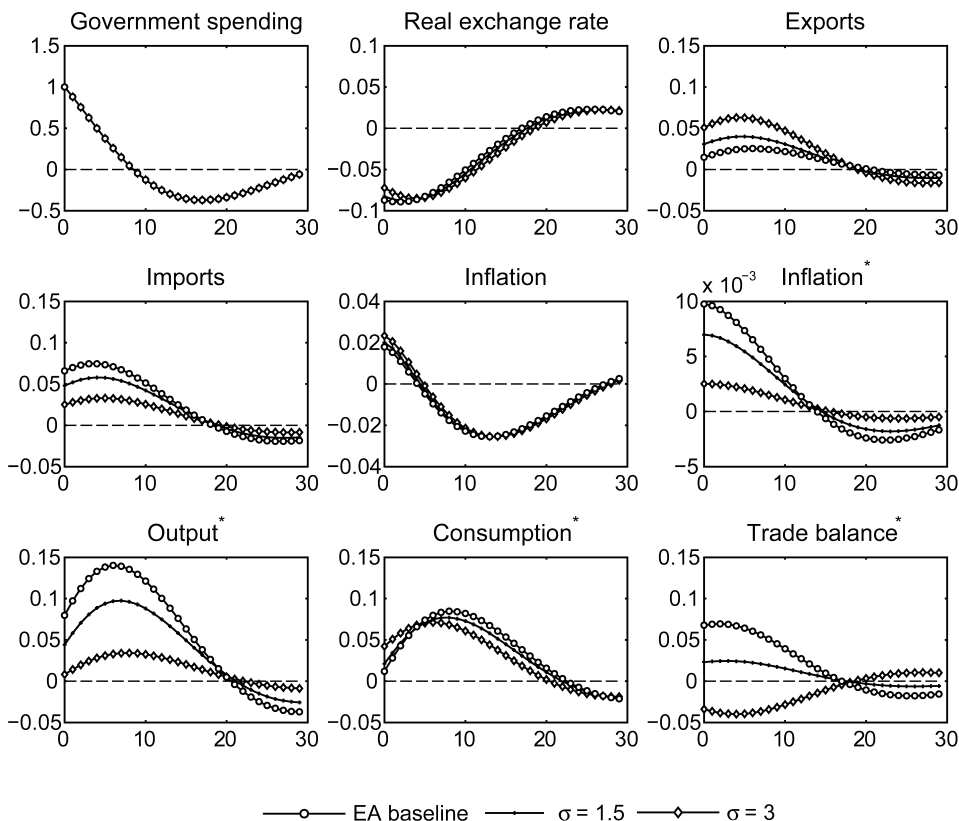 Government spending
Real exchange rate
Exports
1.5
1
0.5
0
−0.5
0 10 20 30
0.1
0.05
0
−0.05
−0.1
0 10 20 30
0.15
0.1
0.05
0
−0.05
0 10 20 30
Imports
Inflation
x 10⁻³ Inflation*
0.15
0.1
0.05
0
−0.05
0 10 20 30
0.04
0.02
0
−0.02
−0.04
0 10 20 30
10
5
0
−5
0 10 20 30
Output*
Consumption*
Trade balance*
0.15
0.1
0.05
0
−0.05
0 10 20 30
0.15
0.1
0.05
0
−0.05
0 10 20 30
0.15
0.1
0.05
0
−0.05
0 10 20 30
EA baseline σ = 1.5 σ = 3